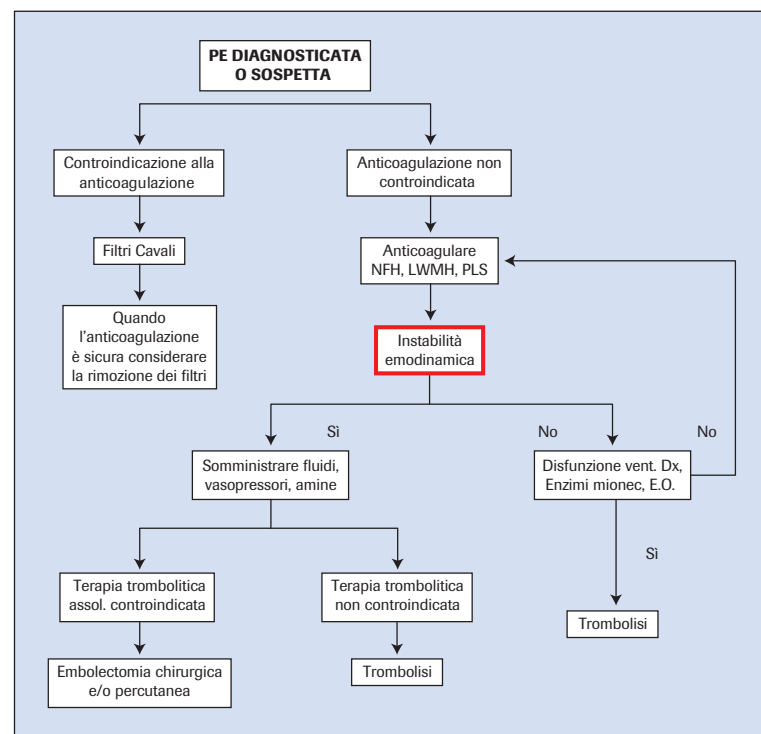 PE DIAGNOSTICATA
O SOSPETTA
Controindicazione alla
anticoagulazione
Anticoagulazione non
controindicata
Filtri Cavali
Anticoagulare
NFH, LWMH, PLS
Quando
l'anticoagulazione
è sicura considerare
la rimozione dei filtri
Instabilità
emodinamica
Sì
No
No
Somministrare fluidi,
vasopressori, amine
Disfunzione vent. Dx,
Enzimi mionec, E.O.
Sì
Terapia trombolitica
assol. controindicata
Terapia trombolitica
non controindicata
Trombolisi
Embolectomia chirurgica
e/o percutanea
Trombolisi